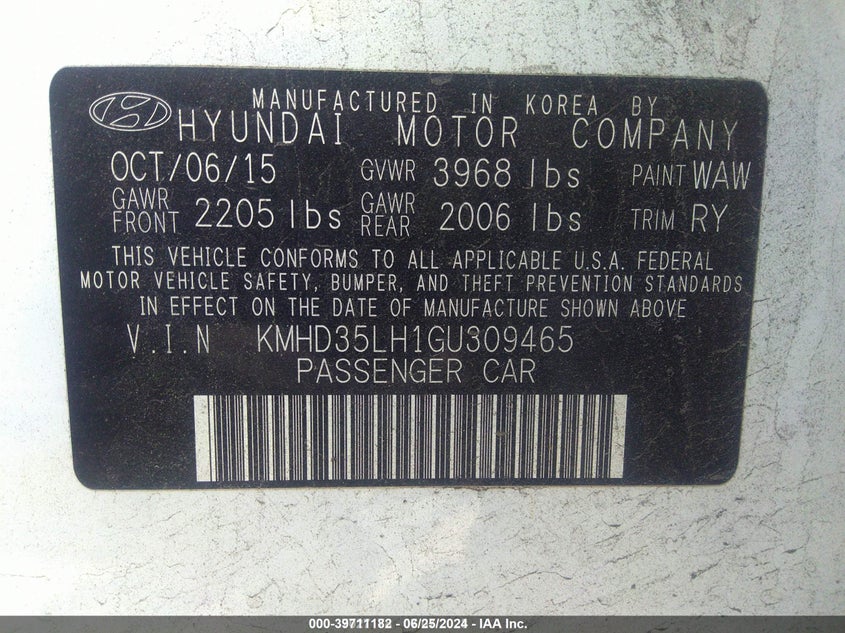 MANUFACTURED IN KOREA BY
HYUNDAI MOTOR COMPANY
OCT/06/15 GVWR 3968 lbs PAINT WAW
GAWR FRONT 2205 lbs GAWR REAR 2006 lbs TRIM RY
THIS VEHICLE CONFORMS TO ALL APPLICABLE U.S.A. FEDERAL
MOTOR VEHICLE SAFETY, BUMPER, AND THEFT PREVENTION STANDARDS
IN EFFECT ON THE DATE OF MANUFACTURE SHOWN ABOVE
V.I.N KMHD35LH1GU309465
PASSENGER CAR
000-39711182 - 06/25/2024 - IAA Inc.